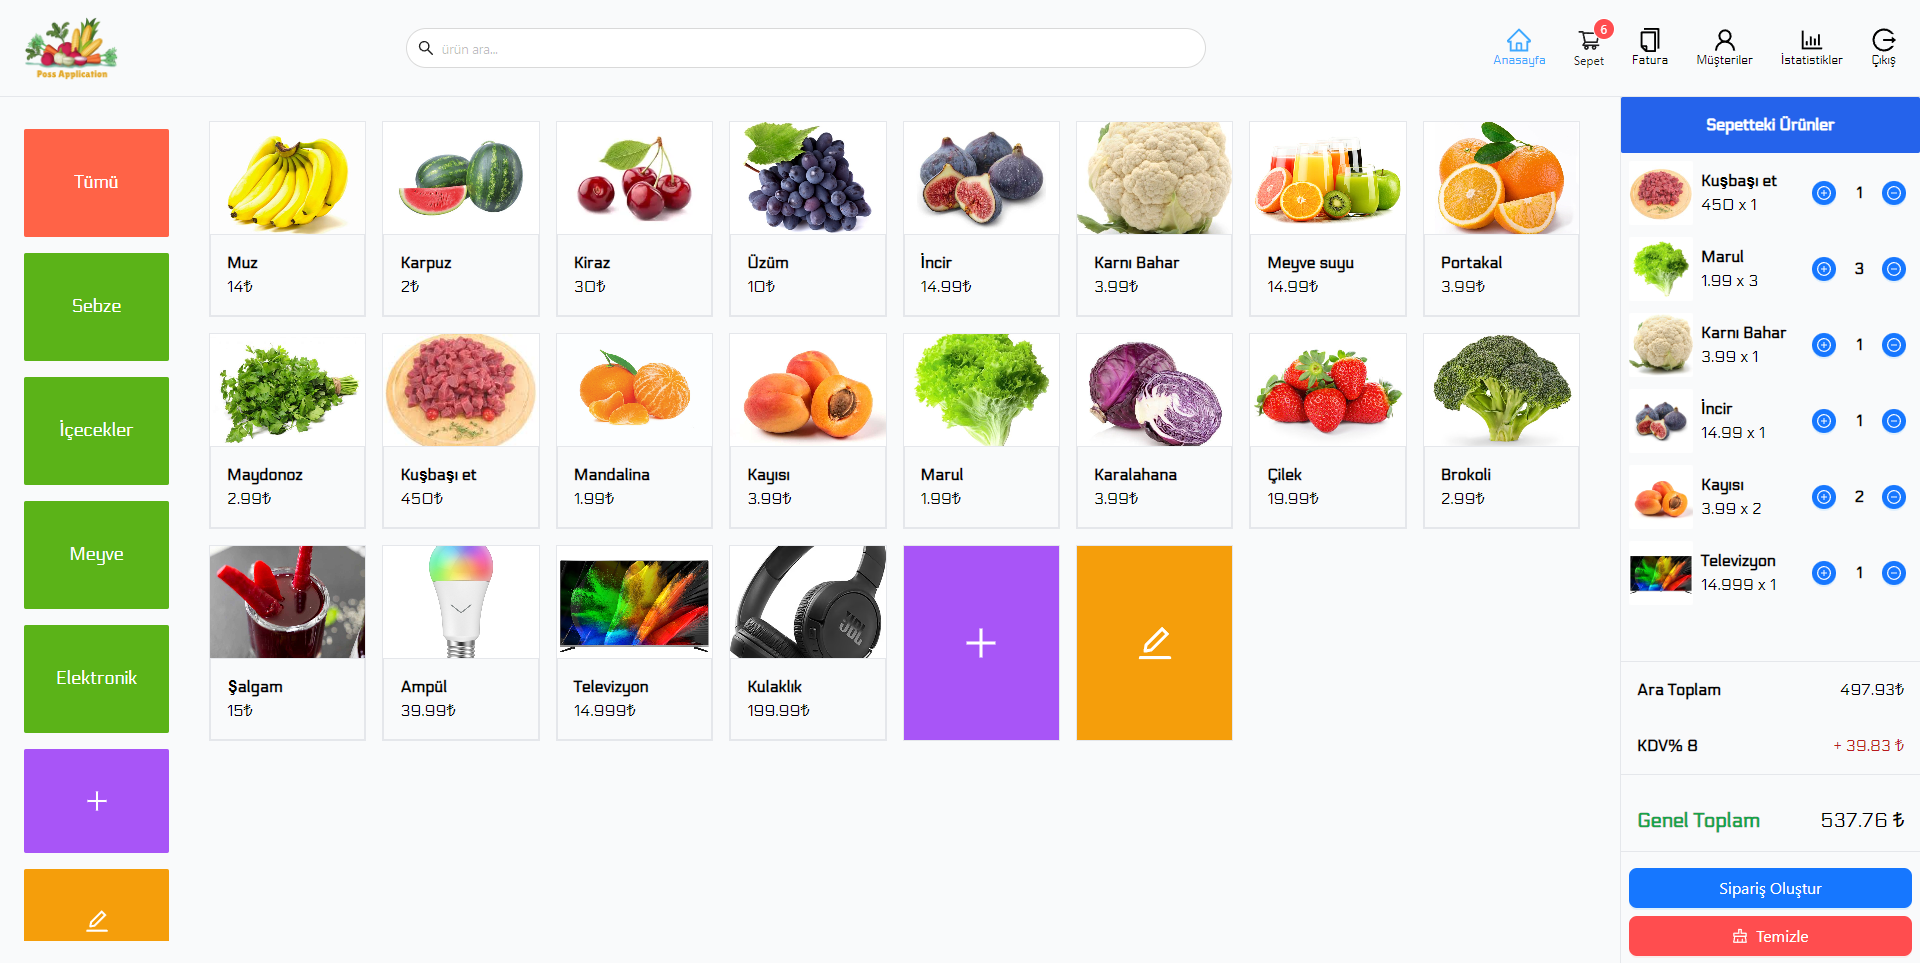 Poss Application
ürün ara...
Anasayfa
6
Sepet
Fatura
Müşteriler
İstatistikler
Çıkış
Tümü
Sebze
İçecekler
Meyve
Elektronik
Muz
14₺
Karpuz
2₺
Kiraz
30₺
Üzüm
10₺
İncir
14.99₺
Karnı Bahar
3.99₺
Meyve suyu
14.99₺
Portakal
3.99₺
Maydonoz
2.99₺
Kuşbaşı et
450₺
Mandalina
1.99₺
Kayısı
3.99₺
Marul
1.99₺
Karalahana
3.99₺
Çilek
19.99₺
Brokoli
2.99₺
Şalgam
15₺
Ampül
39.99₺
Televizyon
14.999₺
JBL
Kulaklık
199.99₺
Sepetteki Ürünler
Kuşbaşı et
450 x 1
1
Marul
1.99 x 3
3
Karnı Bahar
3.99 x 1
1
İncir
14.99 x 1
1
Kayısı
3.99 x 2
2
Televizyon
14.999 x 1
1
Ara Toplam
497.93₺
KDV% 8
+ 39.83 ₺
Genel Toplam
537.76 ₺
Sipariş Oluştur
Temizle